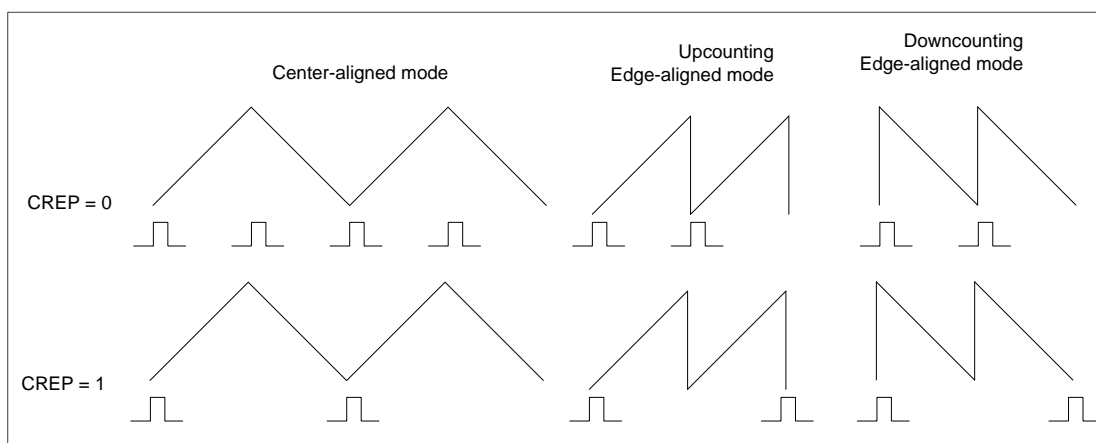 Center-aligned mode
Upcounting
Edge-aligned mode
Downcounting
Edge-aligned mode
CREP = 0
CREP = 1